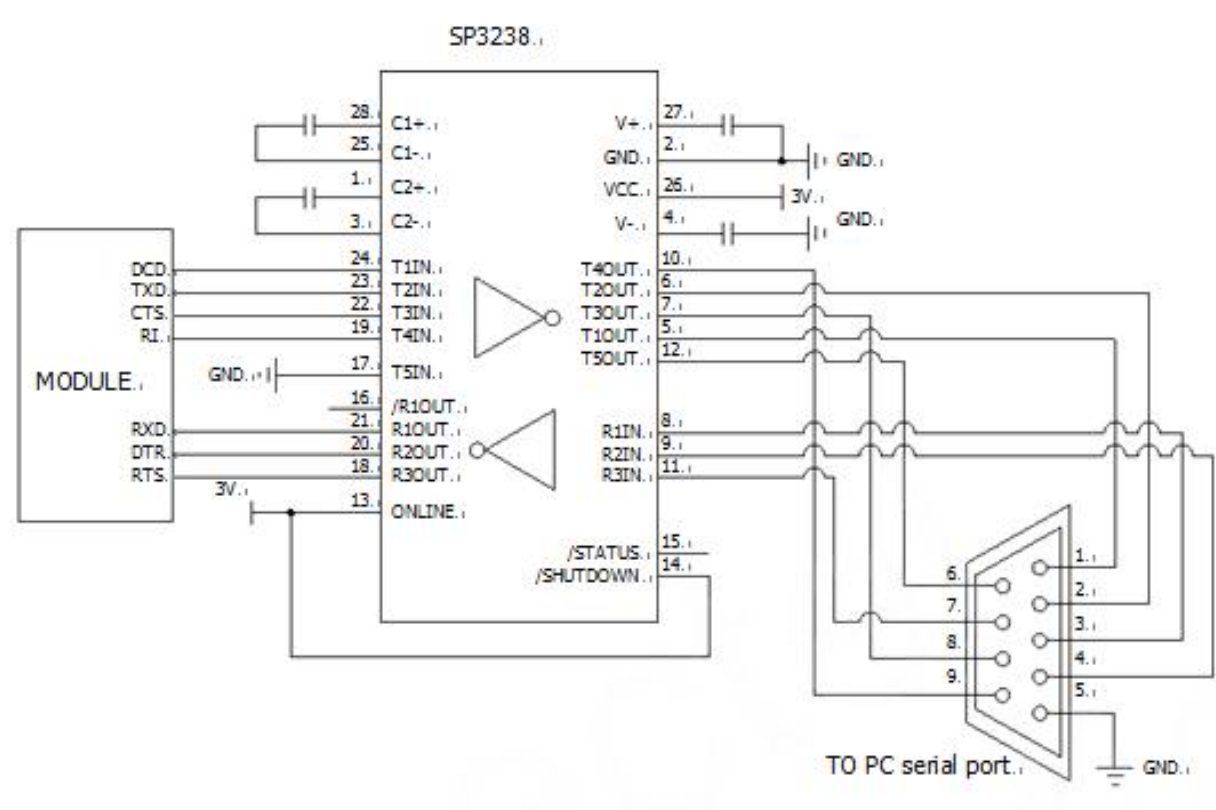 SP3238.
28. C1+. V+. 27.
25. C1-. GND. 2. GND.
1. C2+. VCC. 26. 3V.
3. C2-. V-. 4. GND.
DCD. 24. T1IN. T4OUT. 10.
TXD. 23. T2IN. T2OUT. 6.
CTS. 22. T3IN. T3OUT. 7.
RI. 19. T4IN. T1OUT. 5.
T5OUT. 12.
MODULE. GND. 17. T5IN.
16. /R1OUT.
RXD. 21. R1OUT. R1IN. 8.
DTR. 20. R2OUT. R2IN. 9.
RTS. 18. R3OUT. R3IN. 11.
3V. 13. ONLINE.
/STATUS. 15.
/SHUTDOWN. 14.
1.
6.
2.
7.
3.
8.
4.
9.
5.
TO PC serial port. GND.